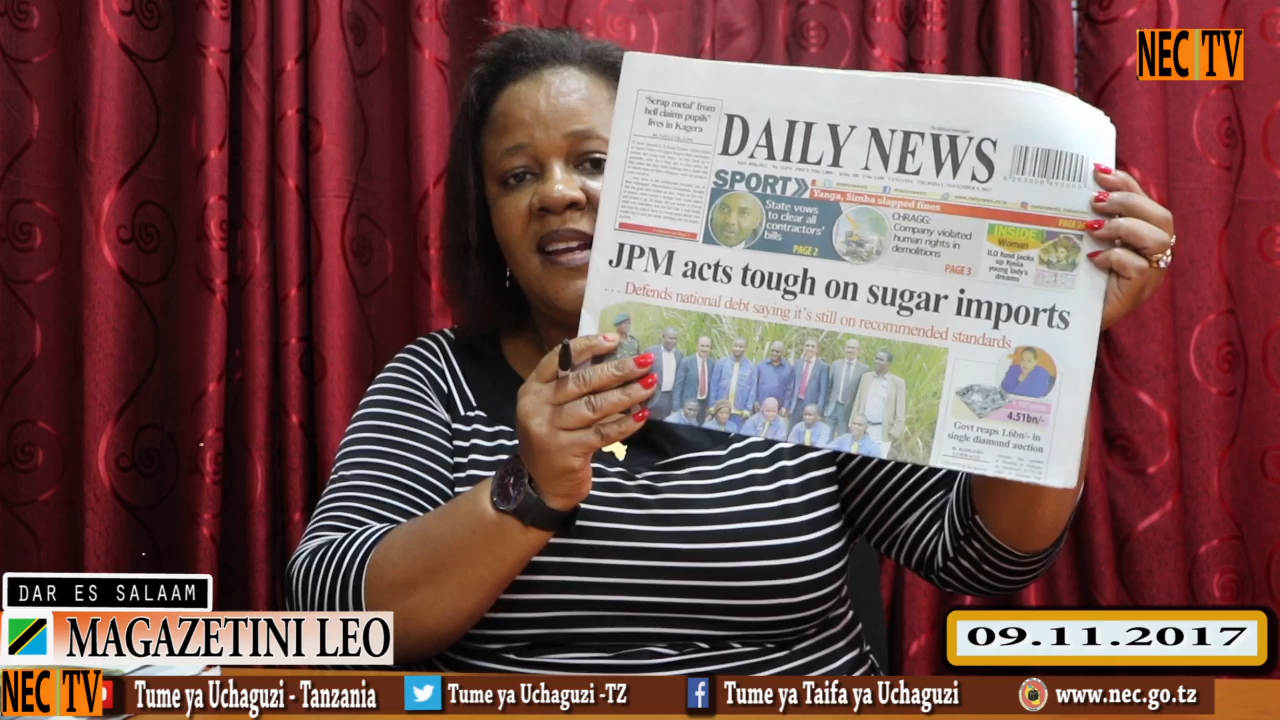 NEC TV
'Scrap metal' from
hell claims pupils'
lives in Kagera
DAILY NEWS
SPORT
Yanga, Simba slapped fines
State vows
to clear all
contractors'
bills
PAGE 2
CHRAGG:
Company violated
human rights in
demolitions
PAGE 3
INSIDE
Woman
ILO fund jacks
up Kyela
young lady's
dreams
JPM acts tough on sugar imports
... Defends national debt saying it's still on recommended standards
4.51bn/-
Govt reaps 1.6bn/- in
single diamond auction
DAR ES SALAAM
MAGAZETINI LEO
09.11.2017
NEC TV
Tume ya Uchaguzi - Tanzania
Tume ya Uchaguzi -TZ
Tume ya Taifa ya Uchaguzi
www.nec.go.tz